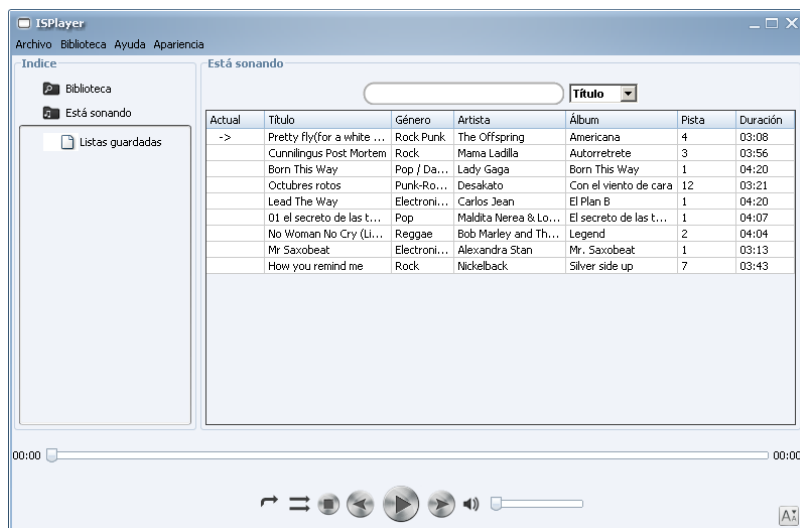 ISPlayer
Archivo Biblioteca Ayuda Apariencia
Indice
Biblioteca
Está sonando
Listas guardadas
Está sonando
Título
Actual Título Género Artista Álbum Pista Duración
-> Pretty fly(for a white ... Rock Punk The Offspring Americana 4 03:08
Cunnilingus Post Mortem Rock Mama Ladilla Autorretrete 3 03:56
Born This Way Pop / Da... Lady Gaga Born This Way 1 04:20
Octubres rotos Punk-Ro... Desakato Con el viento de cara 12 03:21
Lead The Way Electroni... Carlos Jean El Plan B 1 04:20
01 el secreto de las t... Pop Maldita Nerea & Lo... El secreto de las t... 1 04:07
No Woman No Cry (Li... Reggae Bob Marley and Th... Legend 2 04:04
Mr Saxobeat Electroni... Alexandra Stan Mr. Saxobeat 1 03:13
How you remind me Rock Nickelback Silver side up 7 03:43
00:00 00:00